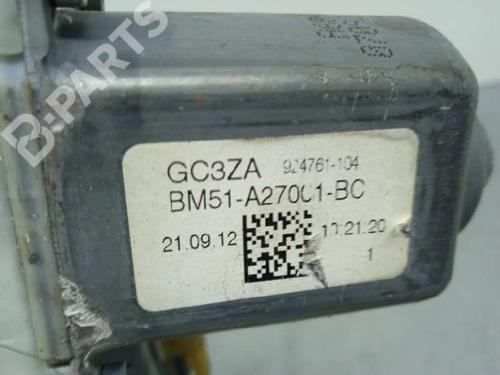 B-PARTS
GC3ZA 924761-104
BM51-A27001-BC
21.09.12 10:21:20
1